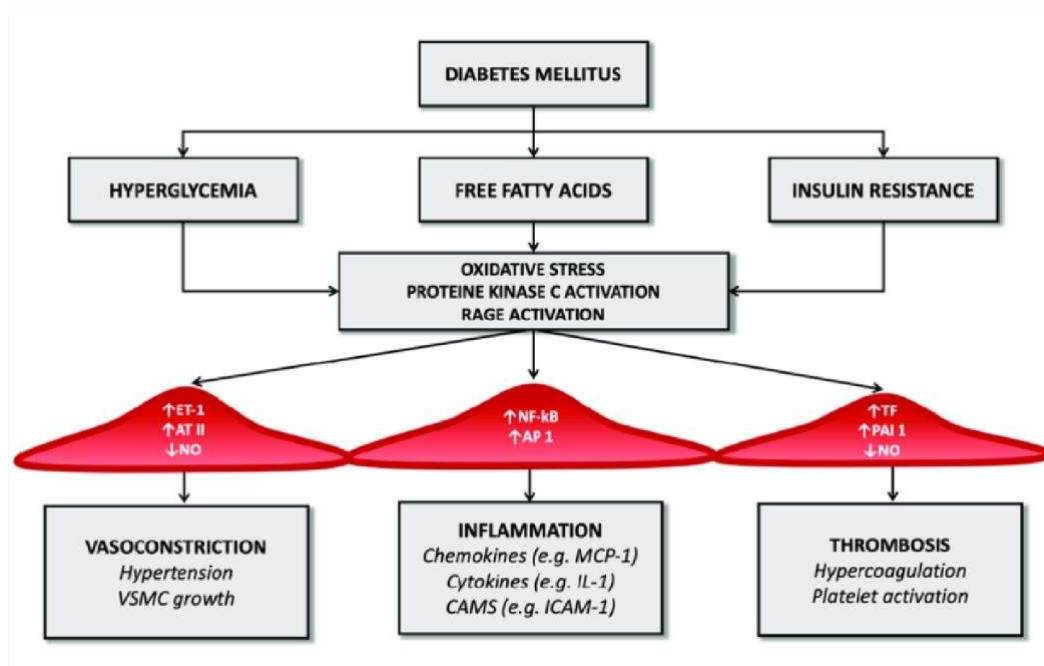 DIABETES MELLITUS
HYPERGLYCEMIA
FREE FATTY ACIDS
INSULIN RESISTANCE
OXIDATIVE STRESS
PROTEINE KINASE C ACTIVATION
RAGE ACTIVATION
↑ET-1
↑AT II
↓NO
↑NF-kB
↑AP 1
↑TF
↑PAI 1
↓NO
VASOCONSTRICTION
Hypertension
VSMC growth
INFLAMMATION
Chemokines (e.g. MCP-1)
Cytokines (e.g. IL-1)
CAMS (e.g. ICAM-1)
THROMBOSIS
Hypercoagulation
Platelet activation